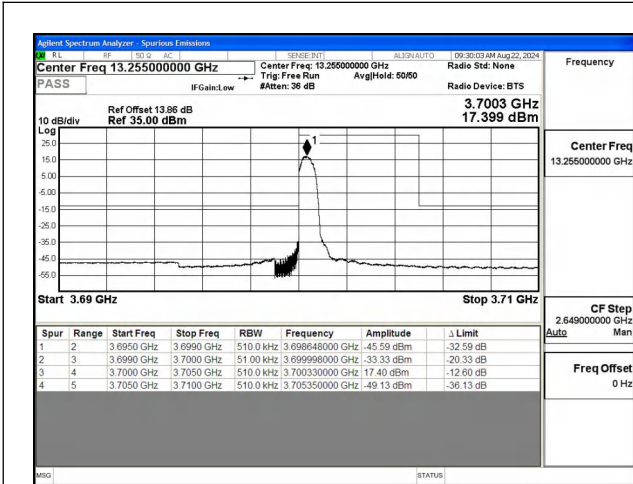 Agilent Spectrum Analyzer - Spurious Emissions
RL RF 50 Ω AC SENSE:INT ALIGNAUTO 09:30:03 AM Aug 22, 2024
Center Freq 13.255000000 GHz Center Freq: 13.255000000 GHz Radio Std: None Frequency
Trig: Free Run Avg|Hold: 50/50
PASS IFGain:Low #Atten: 36 dB Radio Device: BTS
3.7003 GHz
Ref Offset 13.86 dB
10 dB/div Ref 35.00 dBm 17.399 dBm
Log
1
25.0
Center Freq
15.0
13.255000000 GHz
5.00
-5.00
-15.0
-25.0
-35.0
-45.0
-55.0
Start 3.69 GHz Stop 3.71 GHz
CF Step
2.649000000 GHz
Auto Man
Spur Range Start Freq Stop Freq RBW Frequency Amplitude Δ Limit
1 2 3.6950 GHz 3.6990 GHz 510.0 kHz 3.698648000 GHz -45.59 dBm -32.59 dB
2 3 3.6990 GHz 3.7000 GHz 51.00 kHz 3.699998000 GHz -33.33 dBm -20.33 dB
3 4 3.7000 GHz 3.7050 GHz 510.0 kHz 3.700330000 GHz 17.40 dBm -12.60 dB
4 5 3.7050 GHz 3.7100 GHz 510.0 kHz 3.705350000 GHz -49.13 dBm -36.13 dB
Freq Offset
0 Hz
MSG STATUS